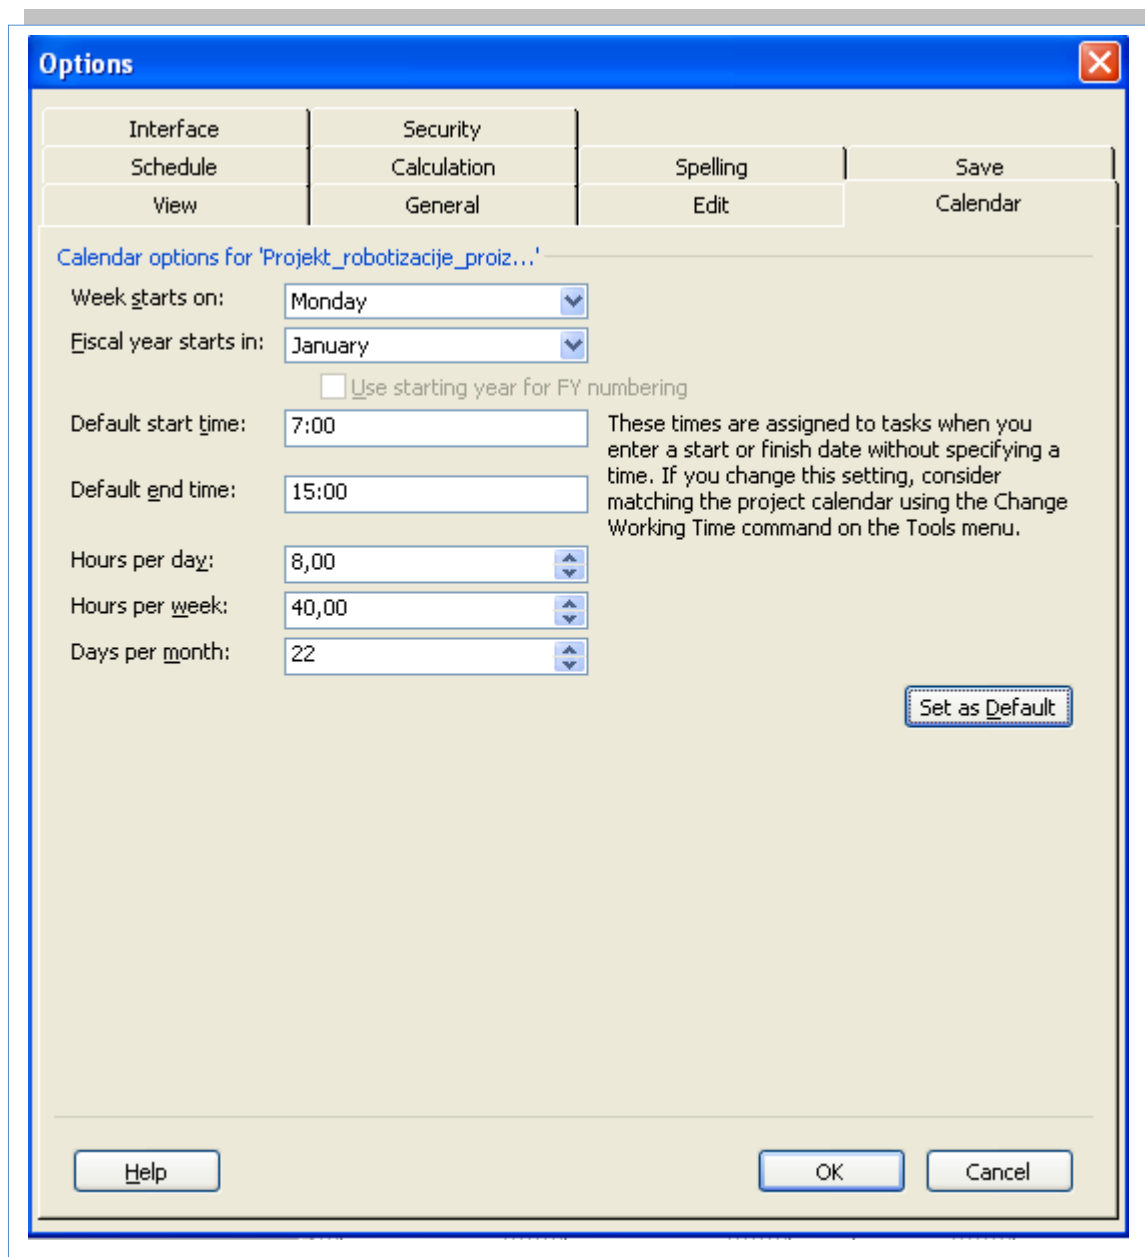 Options
Interface Security
Schedule Calculation Spelling Save
View General Edit Calendar
Calendar options for 'Projekt_robotizacije_proiz...'
Week starts on: Monday
Fiscal year starts in: January
Use starting year for FY numbering
Default start time: 7:00
Default end time: 15:00
These times are assigned to tasks when you
enter a start or finish date without specifying a
time. If you change this setting, consider
matching the project calendar using the Change
Working Time command on the Tools menu.
Hours per day: 8,00
Hours per week: 40,00
Days per month: 22
Set as Default
Help OK Cancel